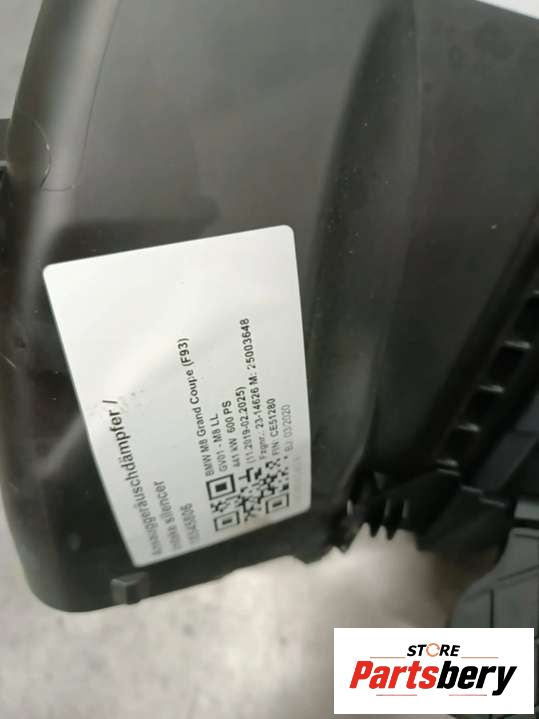 Ansauggeräuschdämpfer /
intake silencer
BMW M8 Grand Coupe (F93)
GV01 - M8 LL
441 kW 600 PS
(11.2019-02.2025)
Fzgnr.: 23-14626 M: 25003648
FIN: CE51280
* BJ: 03/2020
STORE
Partsbery